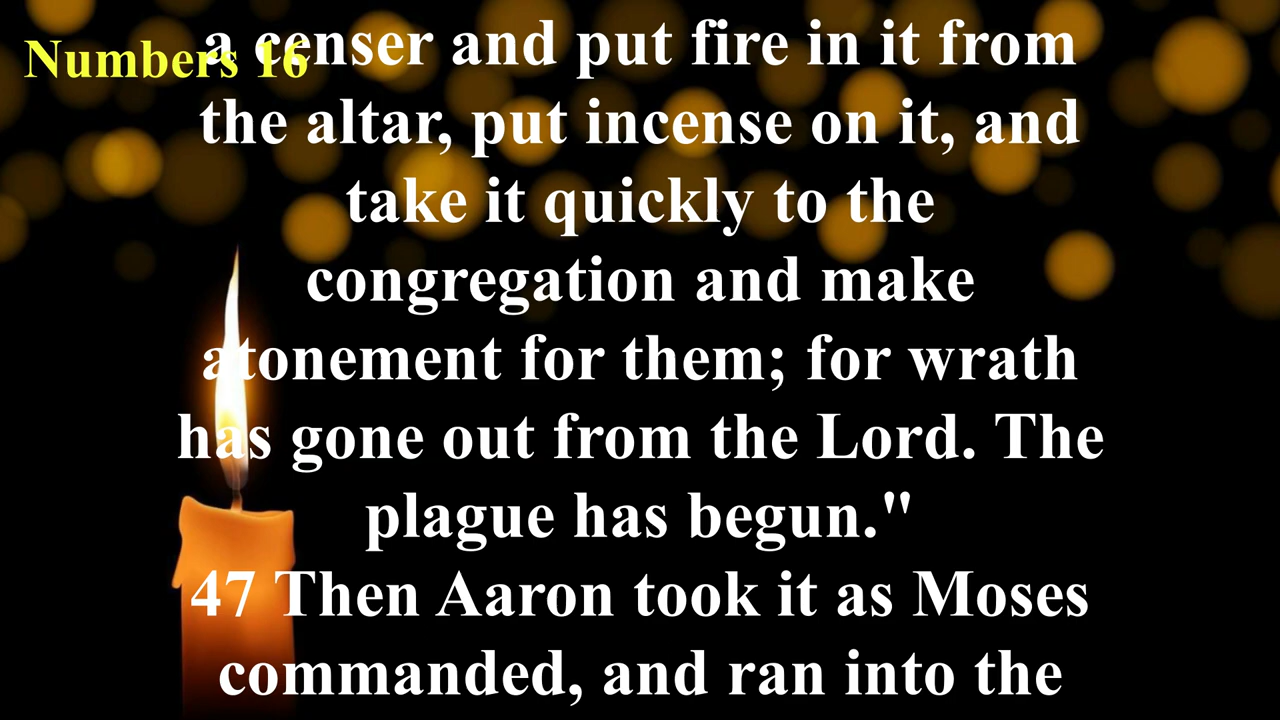 Numbers 16
a censer and put fire in it from
the altar, put incense on it, and
take it quickly to the
congregation and make
atonement for them; for wrath
has gone out from the Lord. The
plague has begun."
47 Then Aaron took it as Moses
commanded, and ran into the